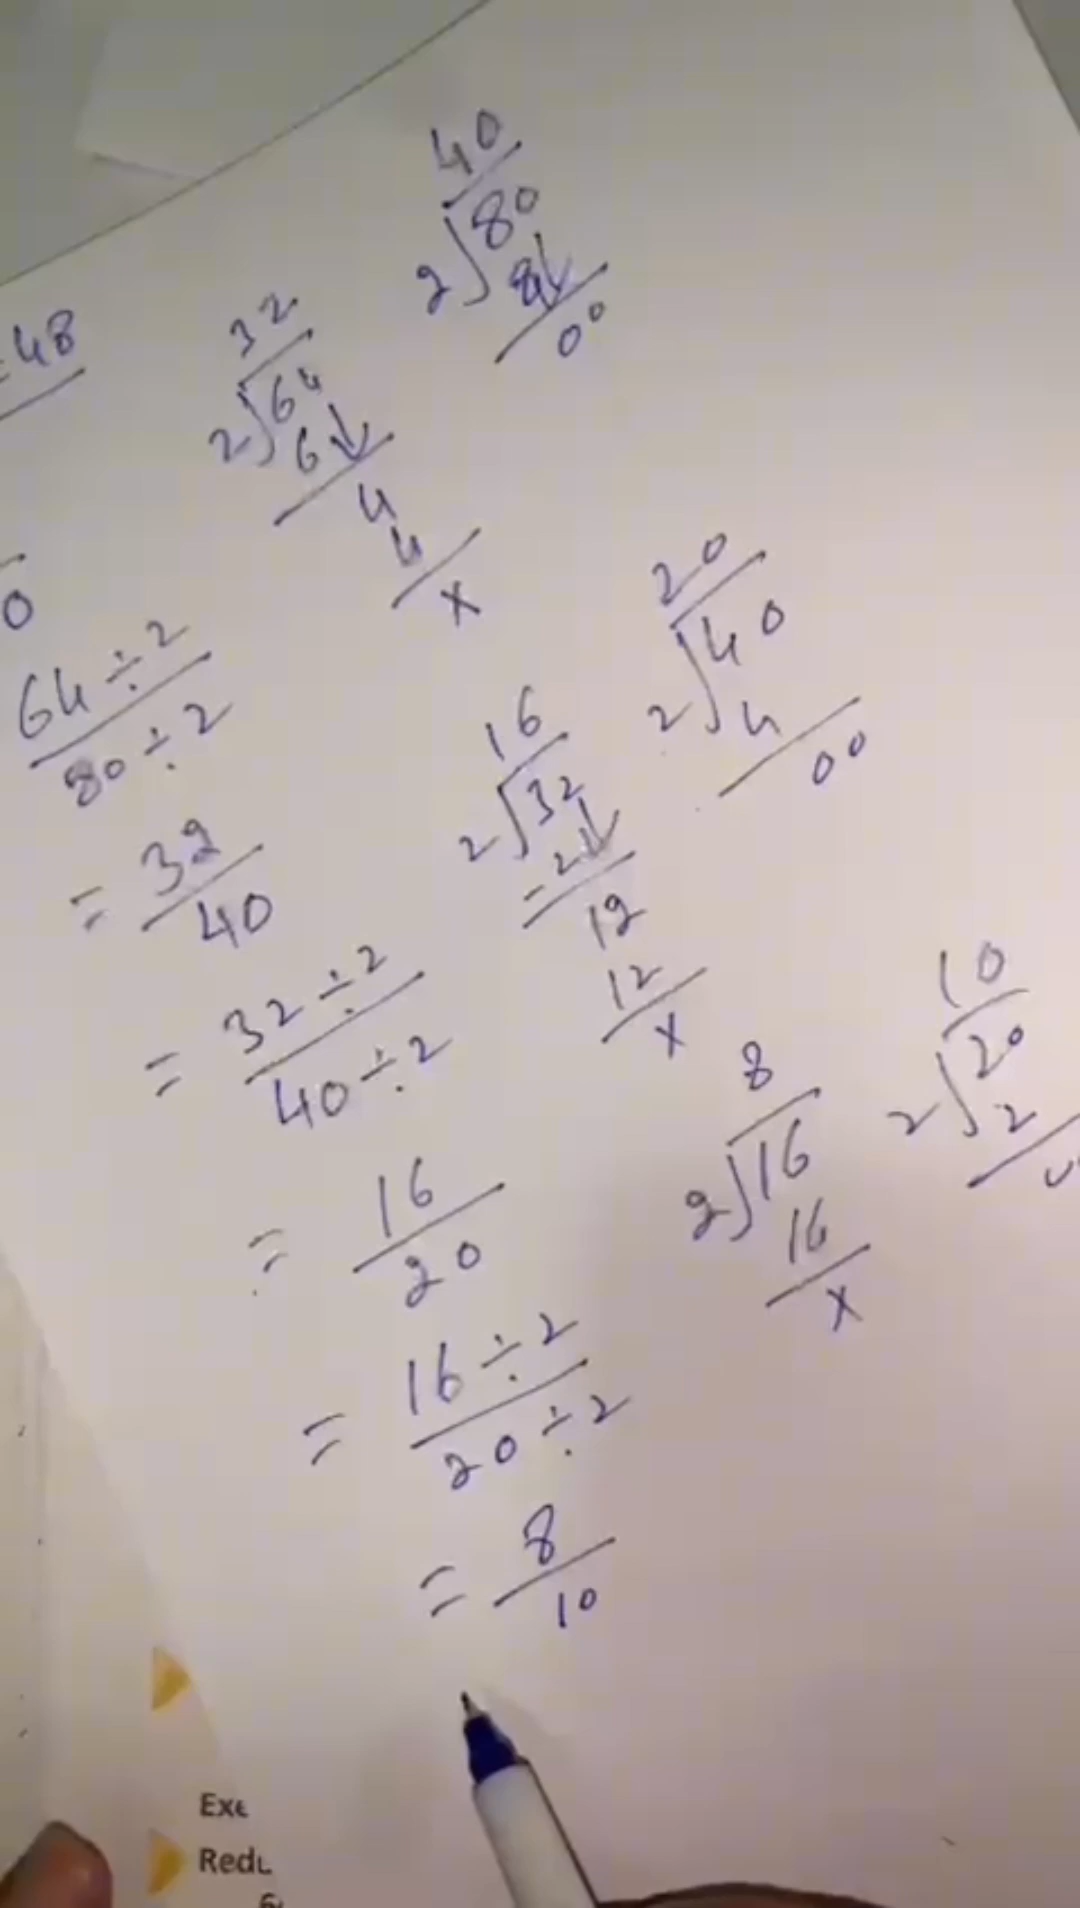 = 48
0
40
2 ) 80
8
00
32
2 ) 64
6
4
4
x
64 ÷ 2
80 ÷ 2
= 32
40
20
2 ) 40
4
00
16
2 ) 32
- 2
12
12
x
= 32 ÷ 2
40 ÷ 2
10
2 ) 20
2
8
2 ) 16
16
x
= 16
20
= 16 ÷ 2
20 ÷ 2
= 8
10
Exe
Redu